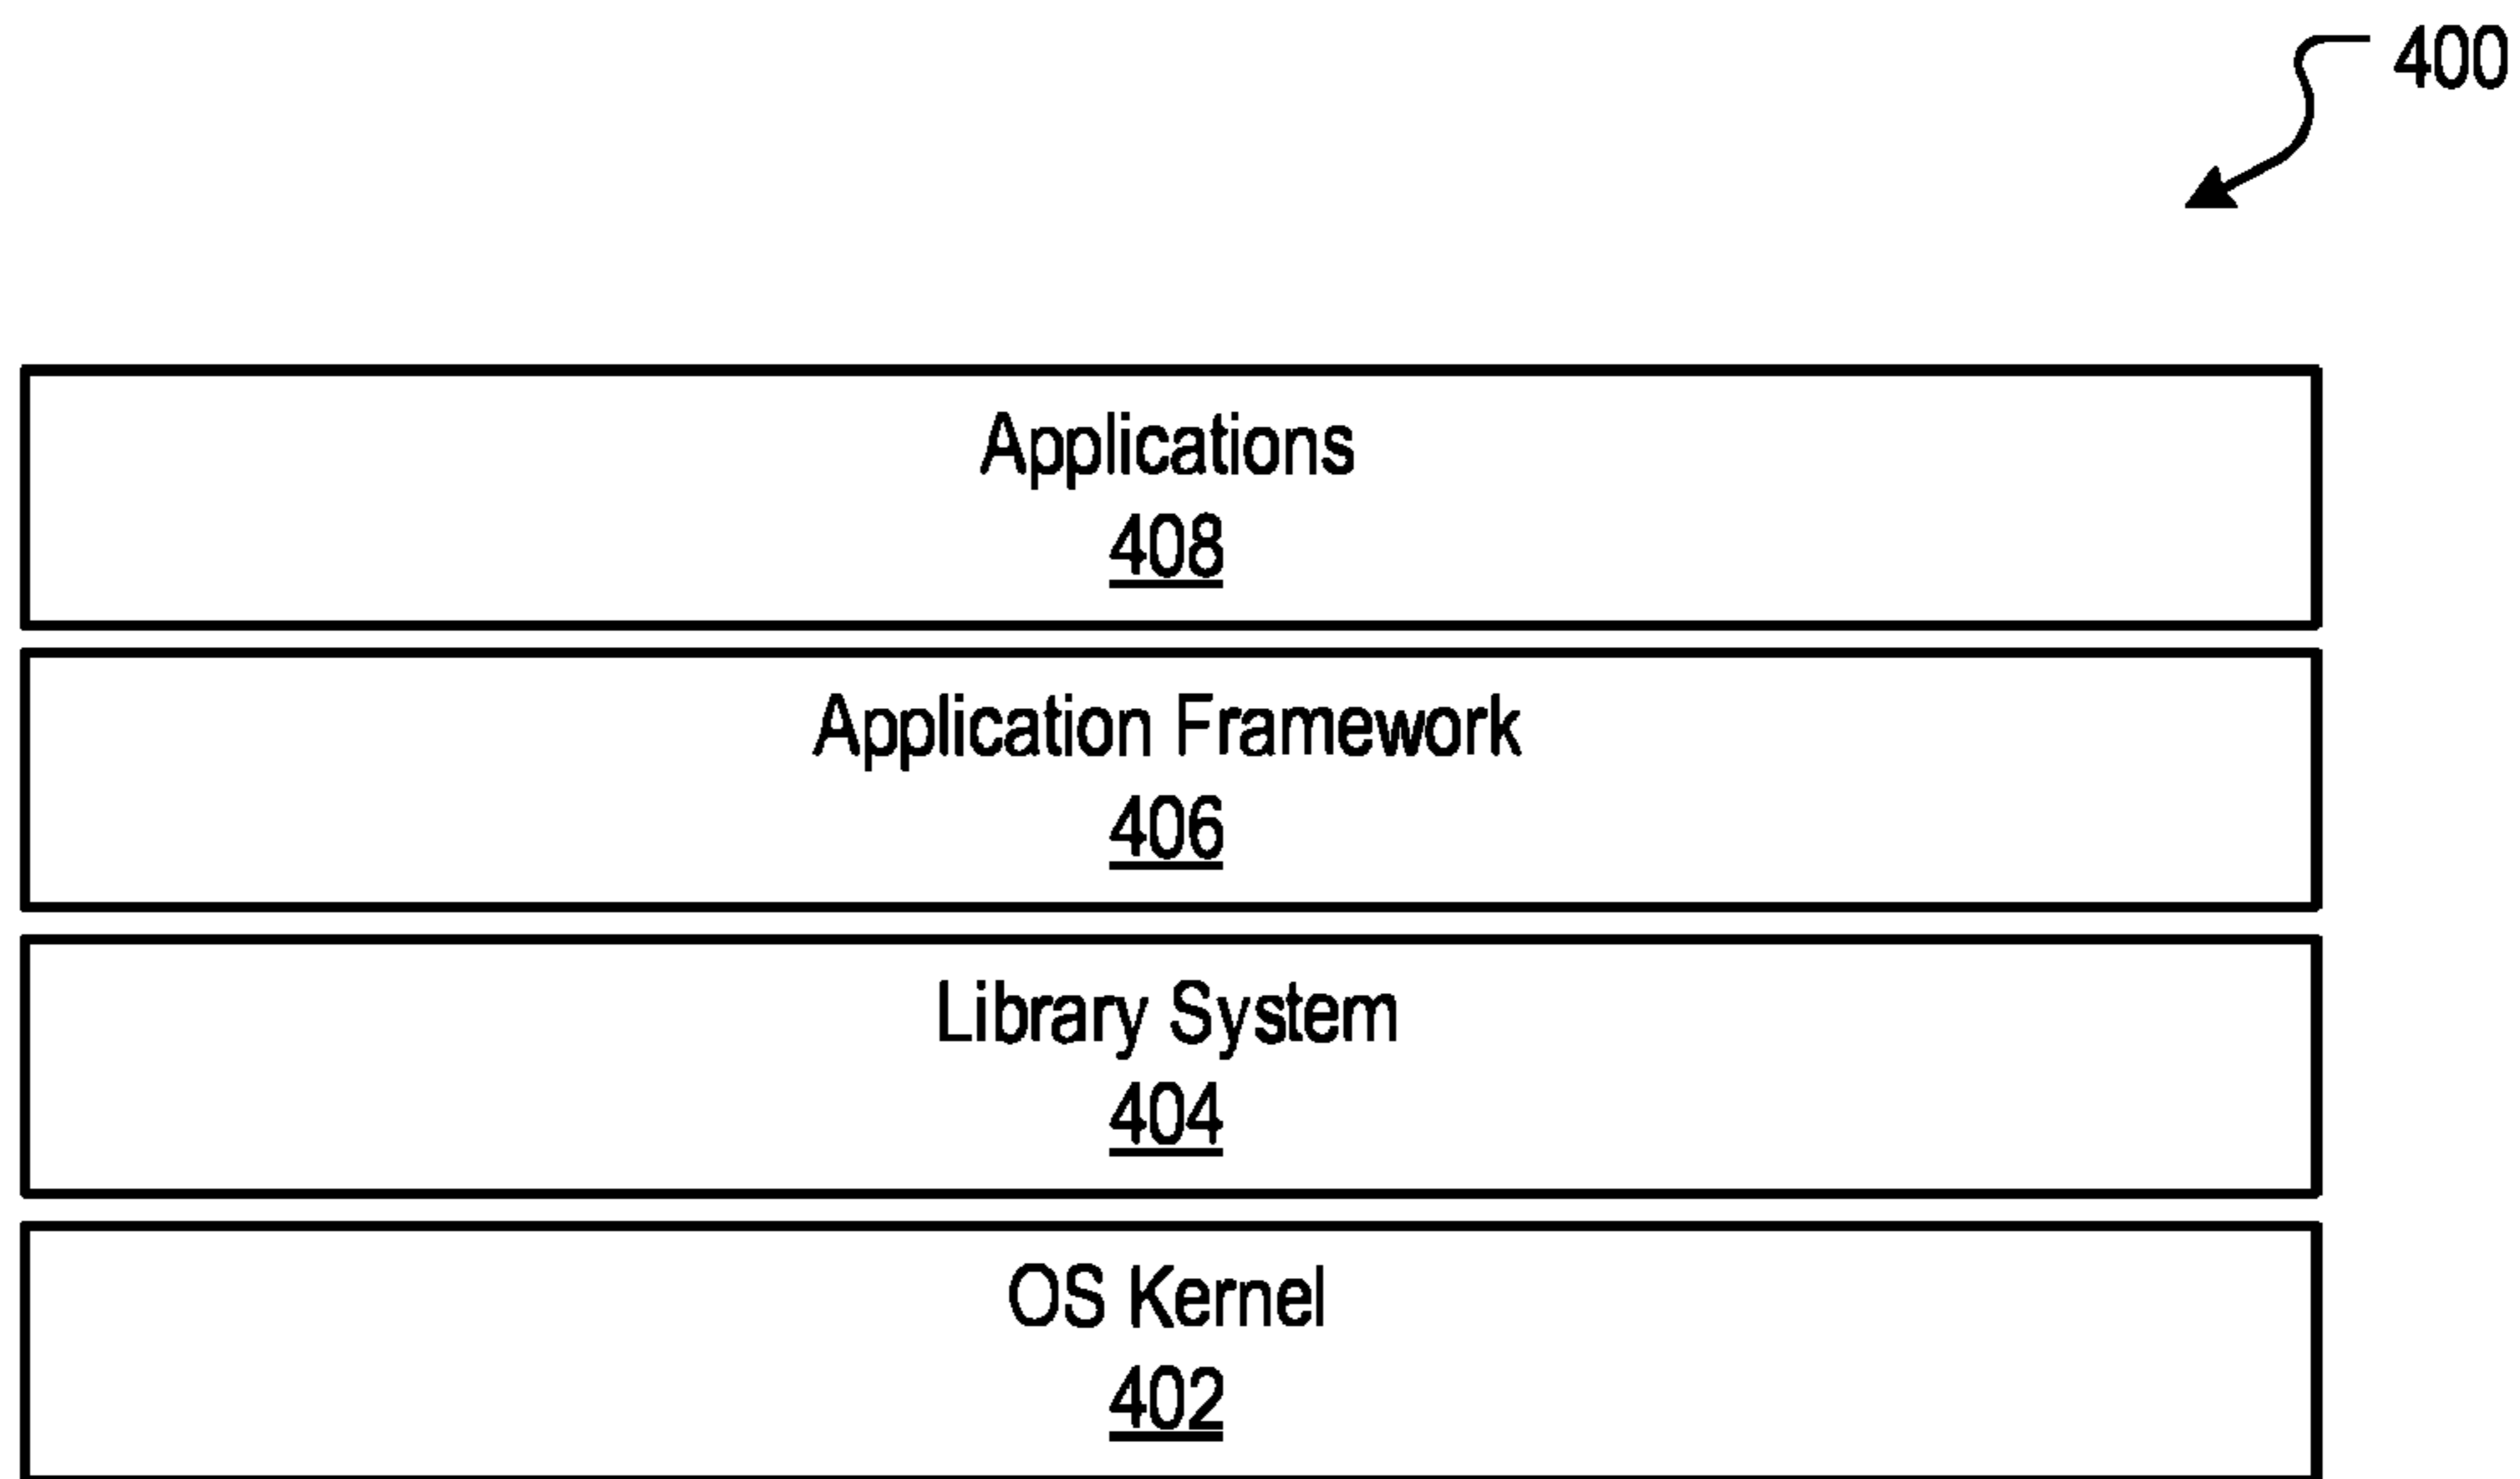 400
Applications
408
Application Framework
406
Library System
404
OS Kernel
402